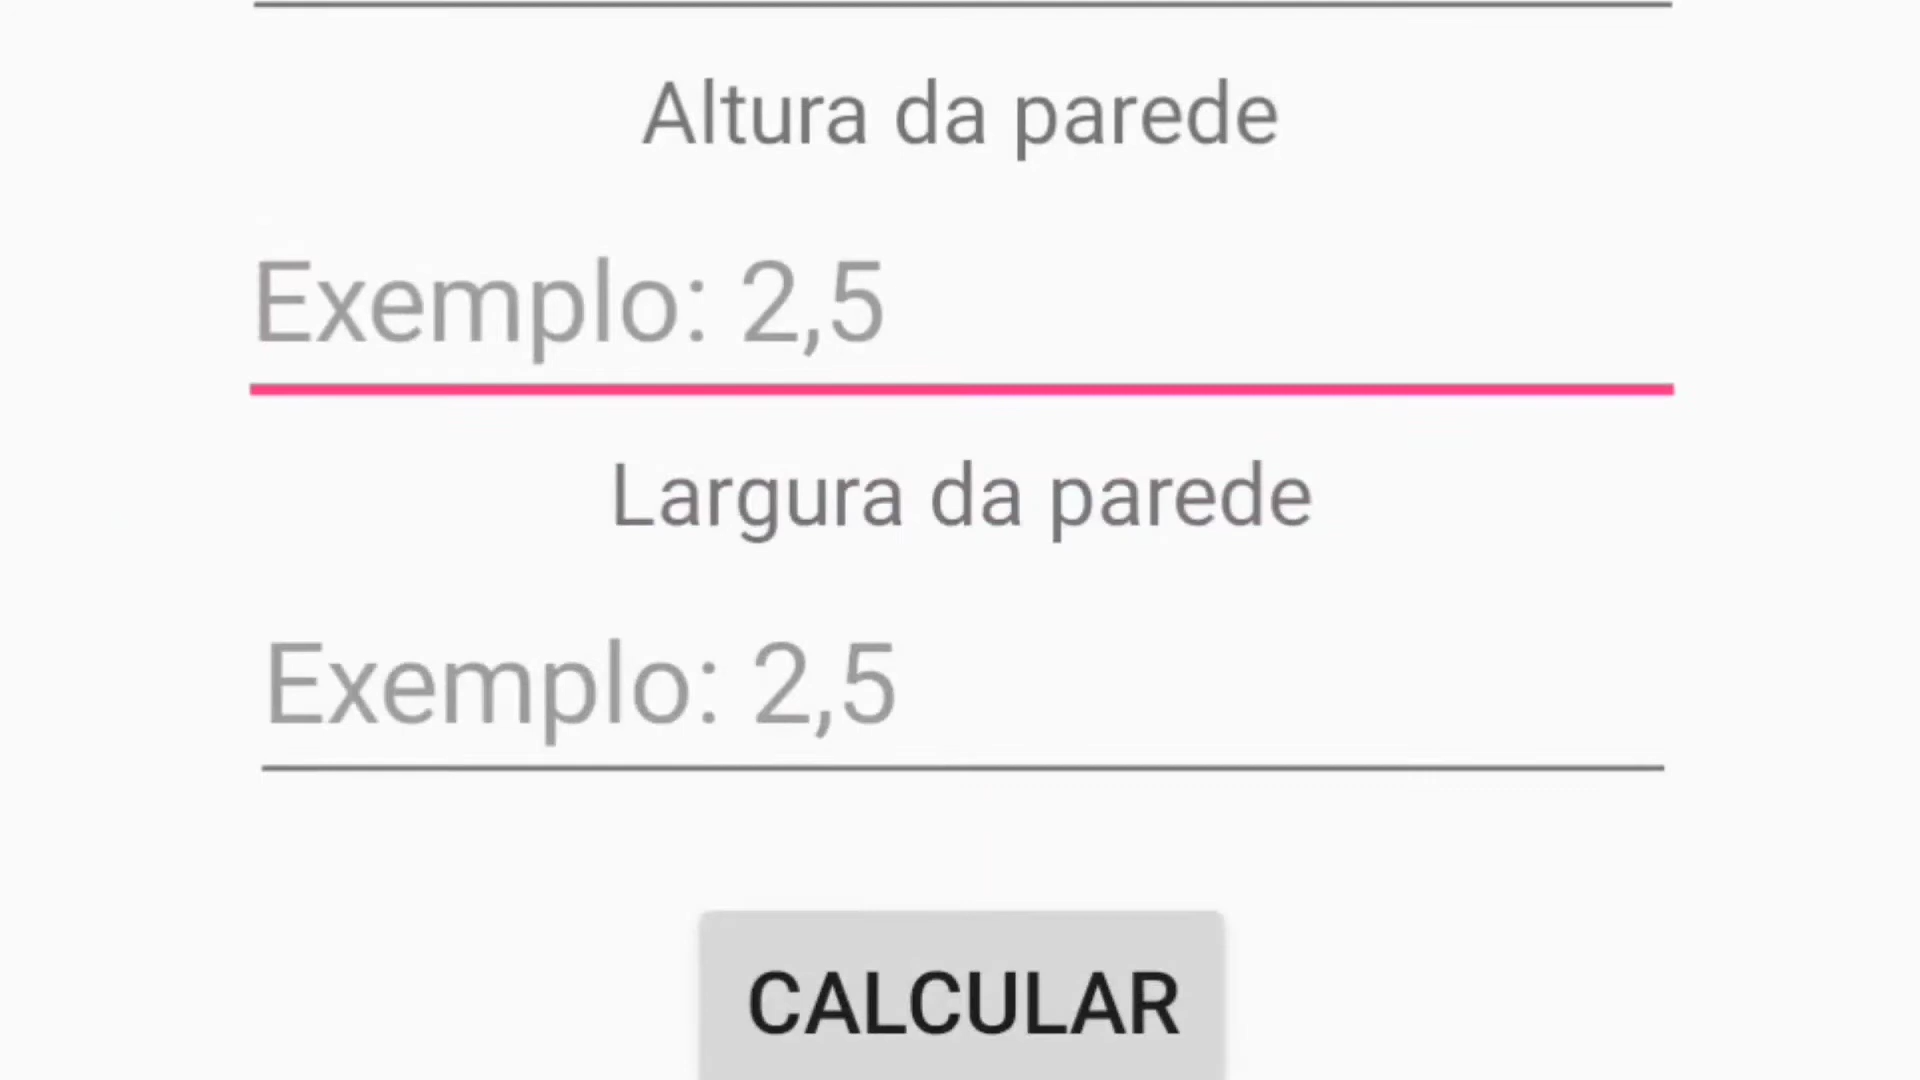 Altura da parede
Exemplo: 2,5
Largura da parede
Exemplo: 2,5
CALCULAR